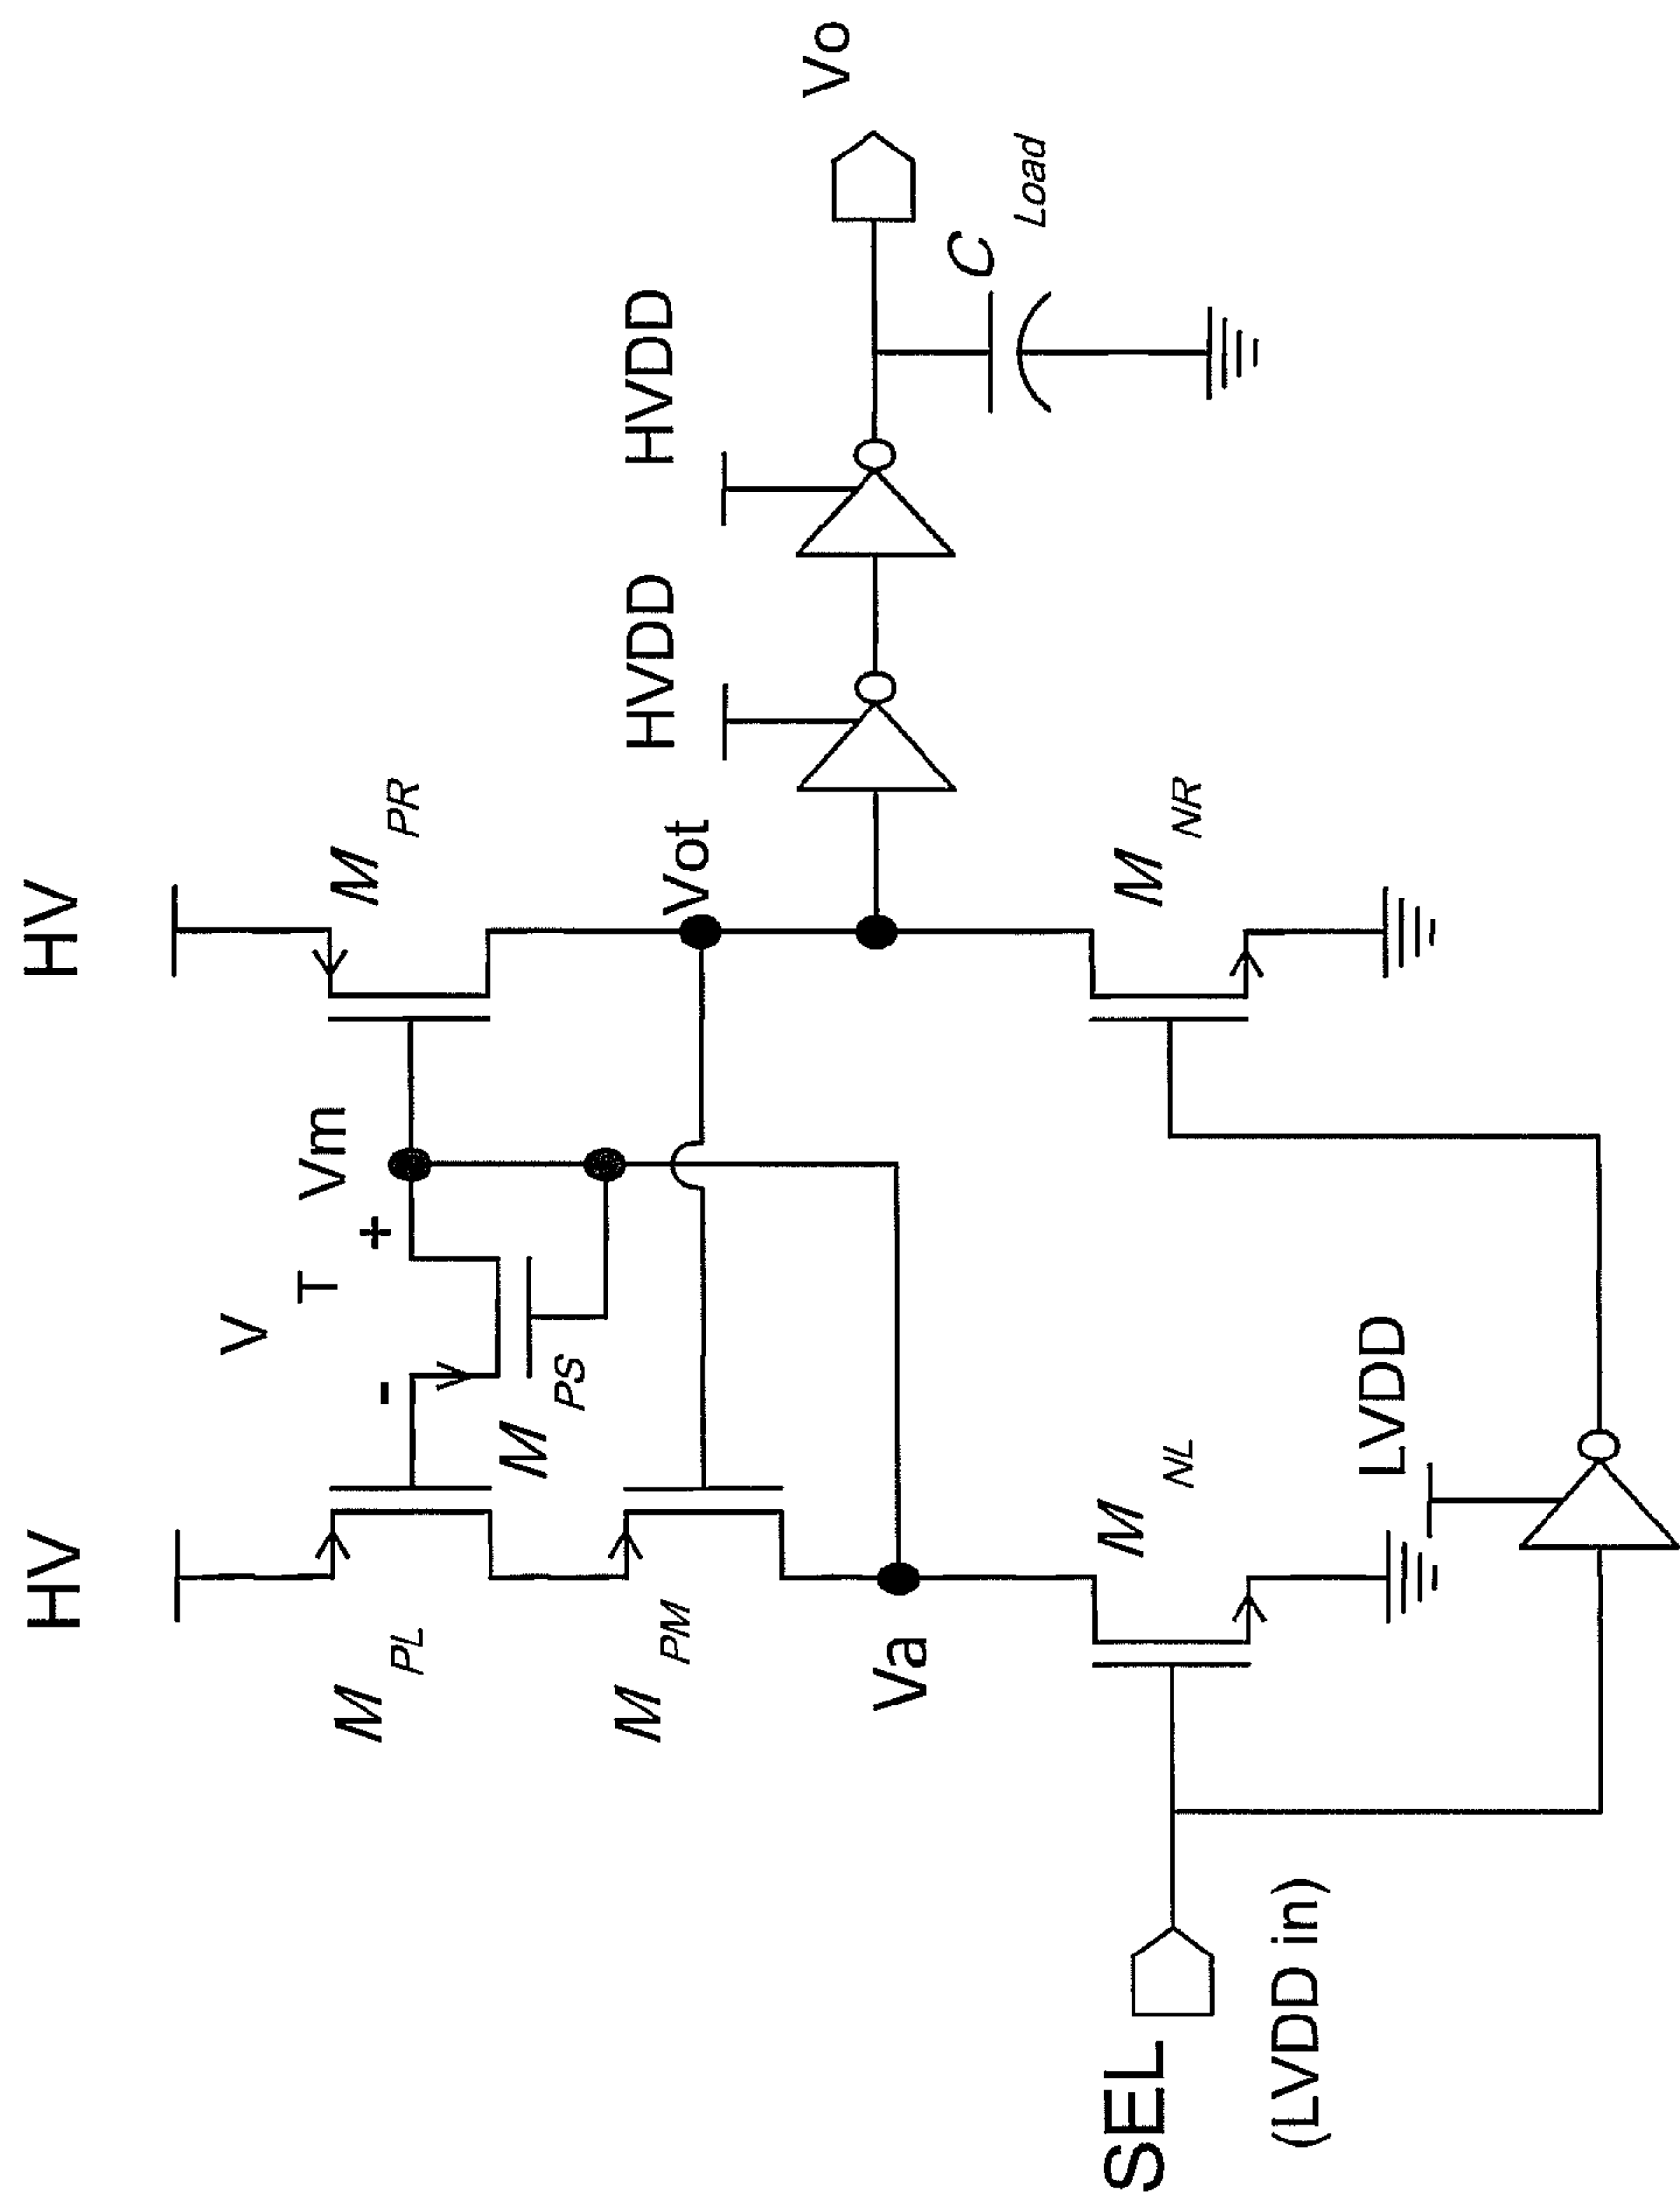 HV
HV
M PL
V T
- +
Vm
M PR
M PS
M PM
Vot
HVDD
HVDD
Vo
Va
C Load
SEL
(LVDD in)
M NL
M NR
LVDD